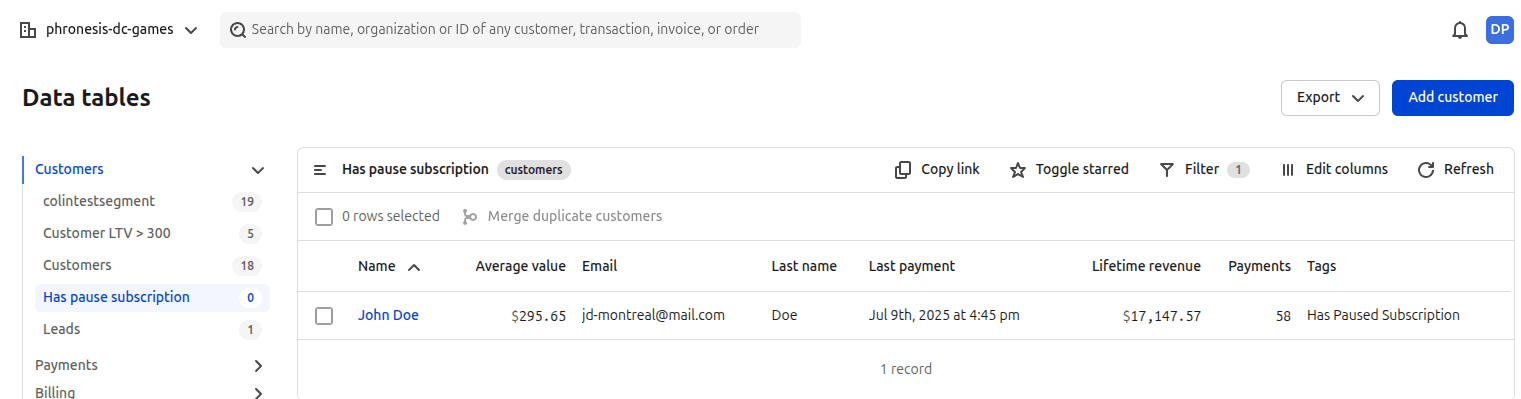 phronesis-dc-games
Search by name, organization or ID of any customer, transaction, invoice, or order
DP
Data tables
Export
Add customer
Customers
colintestsegment 19
Customer LTV > 300 5
Customers 18
Has pause subscription 0
Leads 1
Payments
Billing
Has pause subscription customers Copy link Toggle starred Filter 1 Edit columns Refresh
0 rows selected Merge duplicate customers
Name Average value Email Last name Last payment Lifetime revenue Payments Tags
John Doe $295.65 jd-montreal@mail.com Doe Jul 9th, 2025 at 4:45 pm $17,147.57 58 Has Paused Subscription
1 record